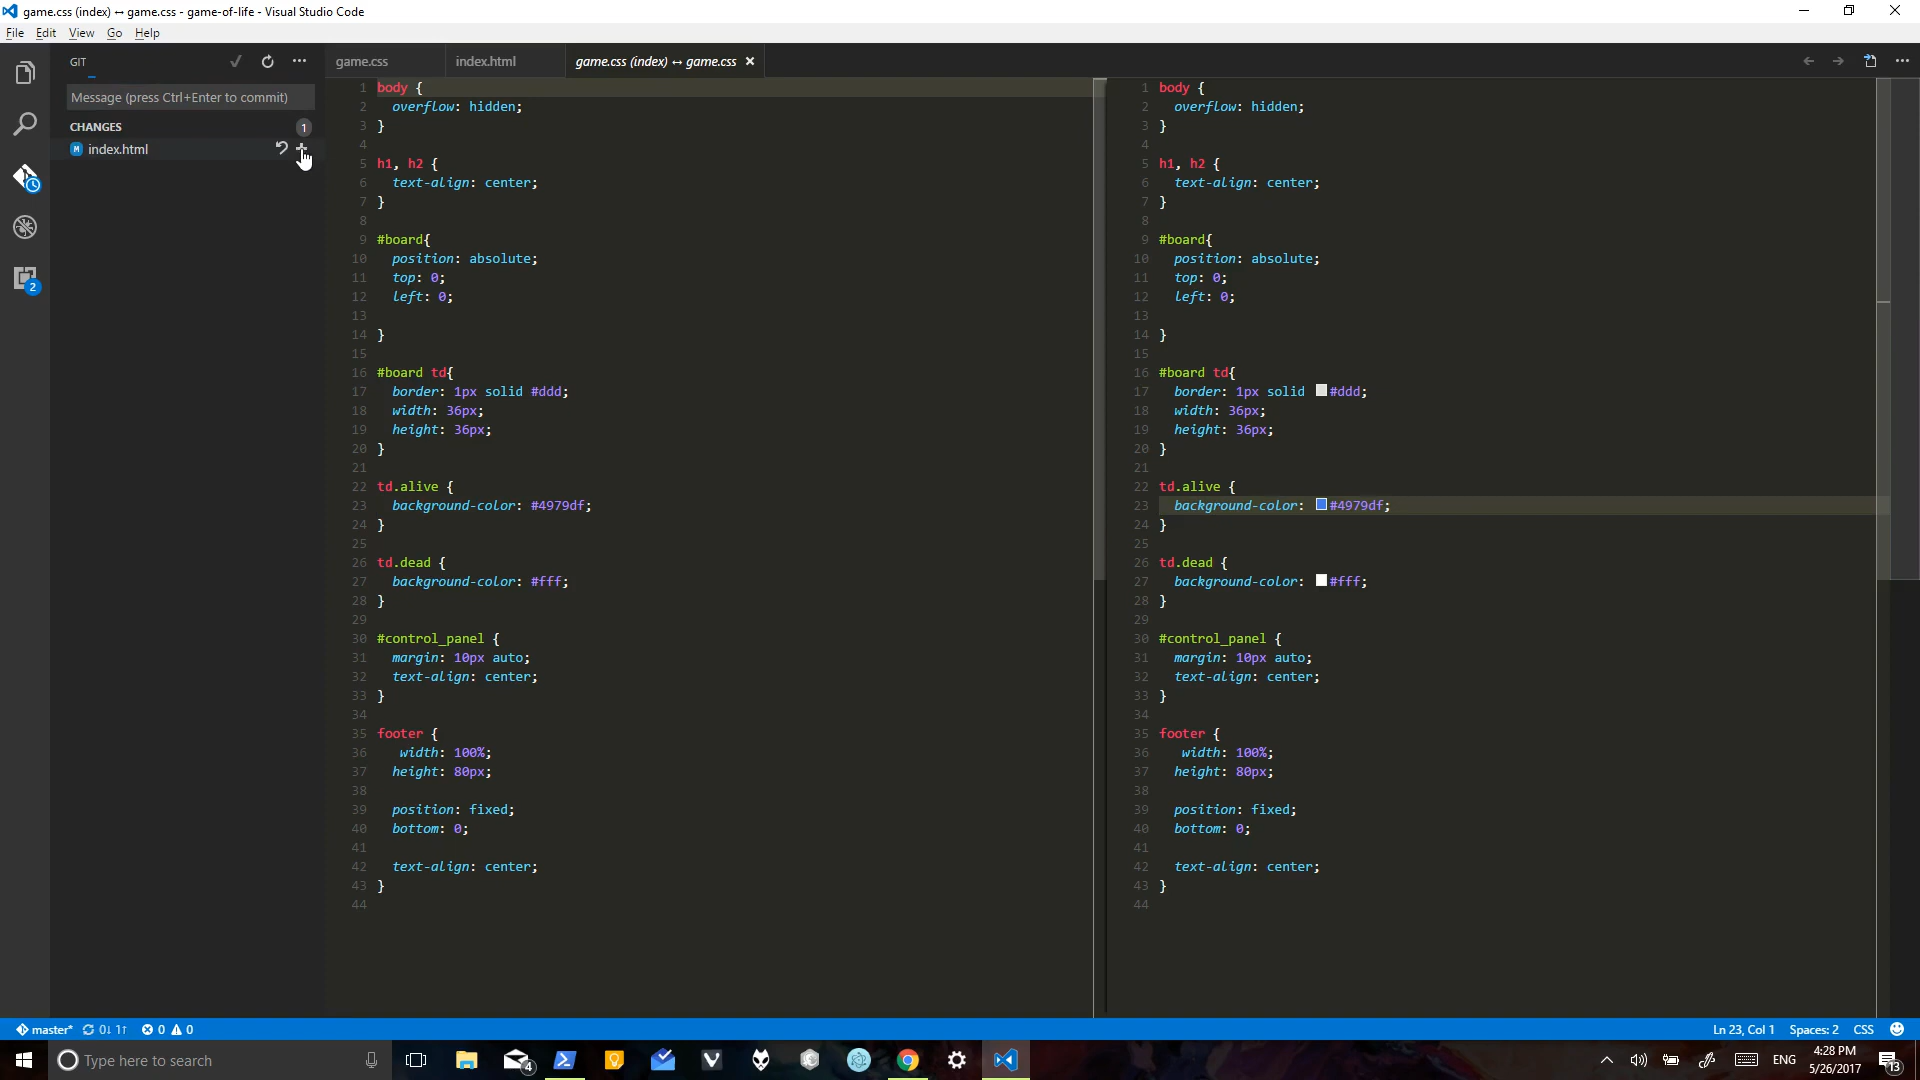 game.css (index) ↔ game.css - game-of-life - Visual Studio Code
File Edit View Go Help
GIT
Message (press Ctrl+Enter to commit)
CHANGES 1
M index.html
2
game.css index.html game.css (index) ↔ game.css
1 body {
2 overflow: hidden;
3 }
4
5 h1, h2 {
6 text-align: center;
7 }
8
9 #board{
10 position: absolute;
11 top: 0;
12 left: 0;
13
14 }
15
16 #board td{
17 border: 1px solid #ddd;
18 width: 36px;
19 height: 36px;
20 }
21
22 td.alive {
23 background-color: #4979df;
24 }
25
26 td.dead {
27 background-color: #fff;
28 }
29
30 #control_panel {
31 margin: 10px auto;
32 text-align: center;
33 }
34
35 footer {
36 width: 100%;
37 height: 80px;
38
39 position: fixed;
40 bottom: 0;
41
42 text-align: center;
43 }
44
1 body {
2 overflow: hidden;
3 }
4
5 h1, h2 {
6 text-align: center;
7 }
8
9 #board{
10 position: absolute;
11 top: 0;
12 left: 0;
13
14 }
15
16 #board td{
17 border: 1px solid #ddd;
18 width: 36px;
19 height: 36px;
20 }
21
22 td.alive {
23 background-color: #4979df;
24 }
25
26 td.dead {
27 background-color: #fff;
28 }
29
30 #control_panel {
31 margin: 10px auto;
32 text-align: center;
33 }
34
35 footer {
36 width: 100%;
37 height: 80px;
38
39 position: fixed;
40 bottom: 0;
41
42 text-align: center;
43 }
44
master* 0↓ 1↑ 0 0 Ln 23, Col 1 Spaces: 2 CSS
Type here to search 4 ENG 4:28 PM 13
5/26/2017